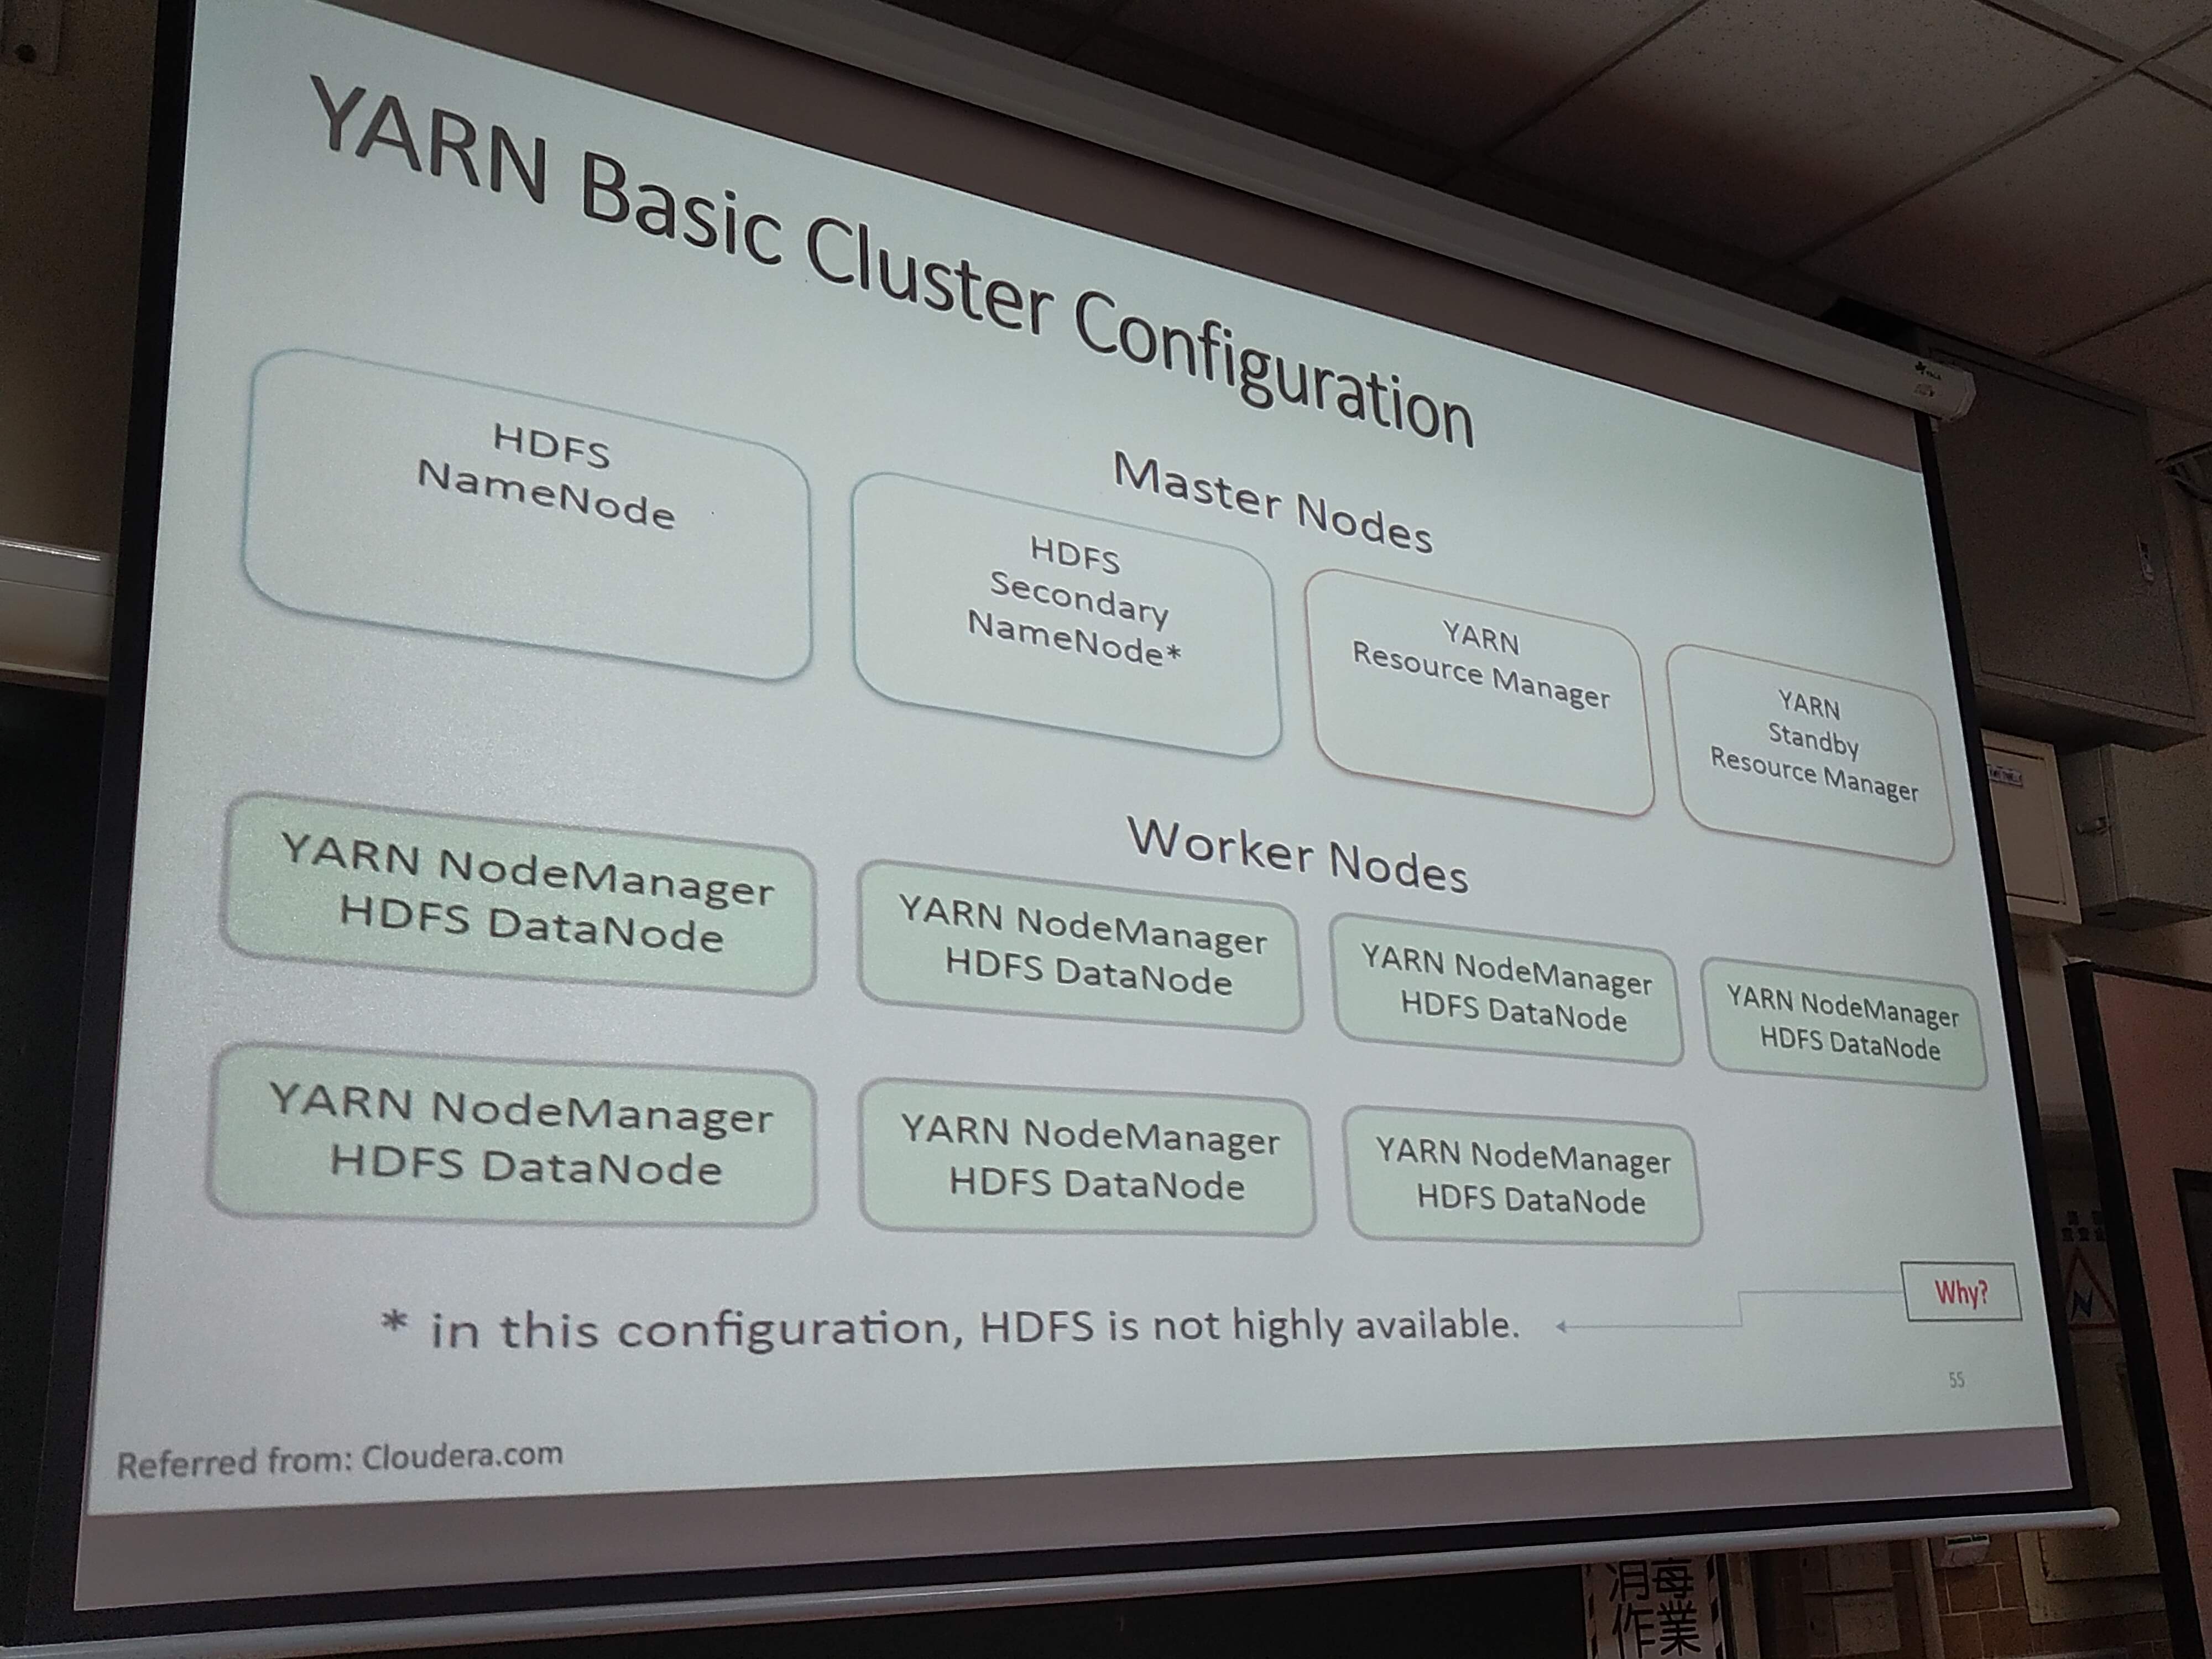 YARN Basic Cluster Configuration
Master Nodes
HDFS
NameNode
HDFS
Secondary
NameNode*
YARN
Resource Manager
YARN
Standby
Resource Manager
Worker Nodes
YARN NodeManager
HDFS DataNode
YARN NodeManager
HDFS DataNode
YARN NodeManager
HDFS DataNode
YARN NodeManager
HDFS DataNode
YARN NodeManager
HDFS DataNode
YARN NodeManager
HDFS DataNode
YARN NodeManager
HDFS DataNode
* in this configuration, HDFS is not highly available.
Why?
55
Referred from: Cloudera.com
作業